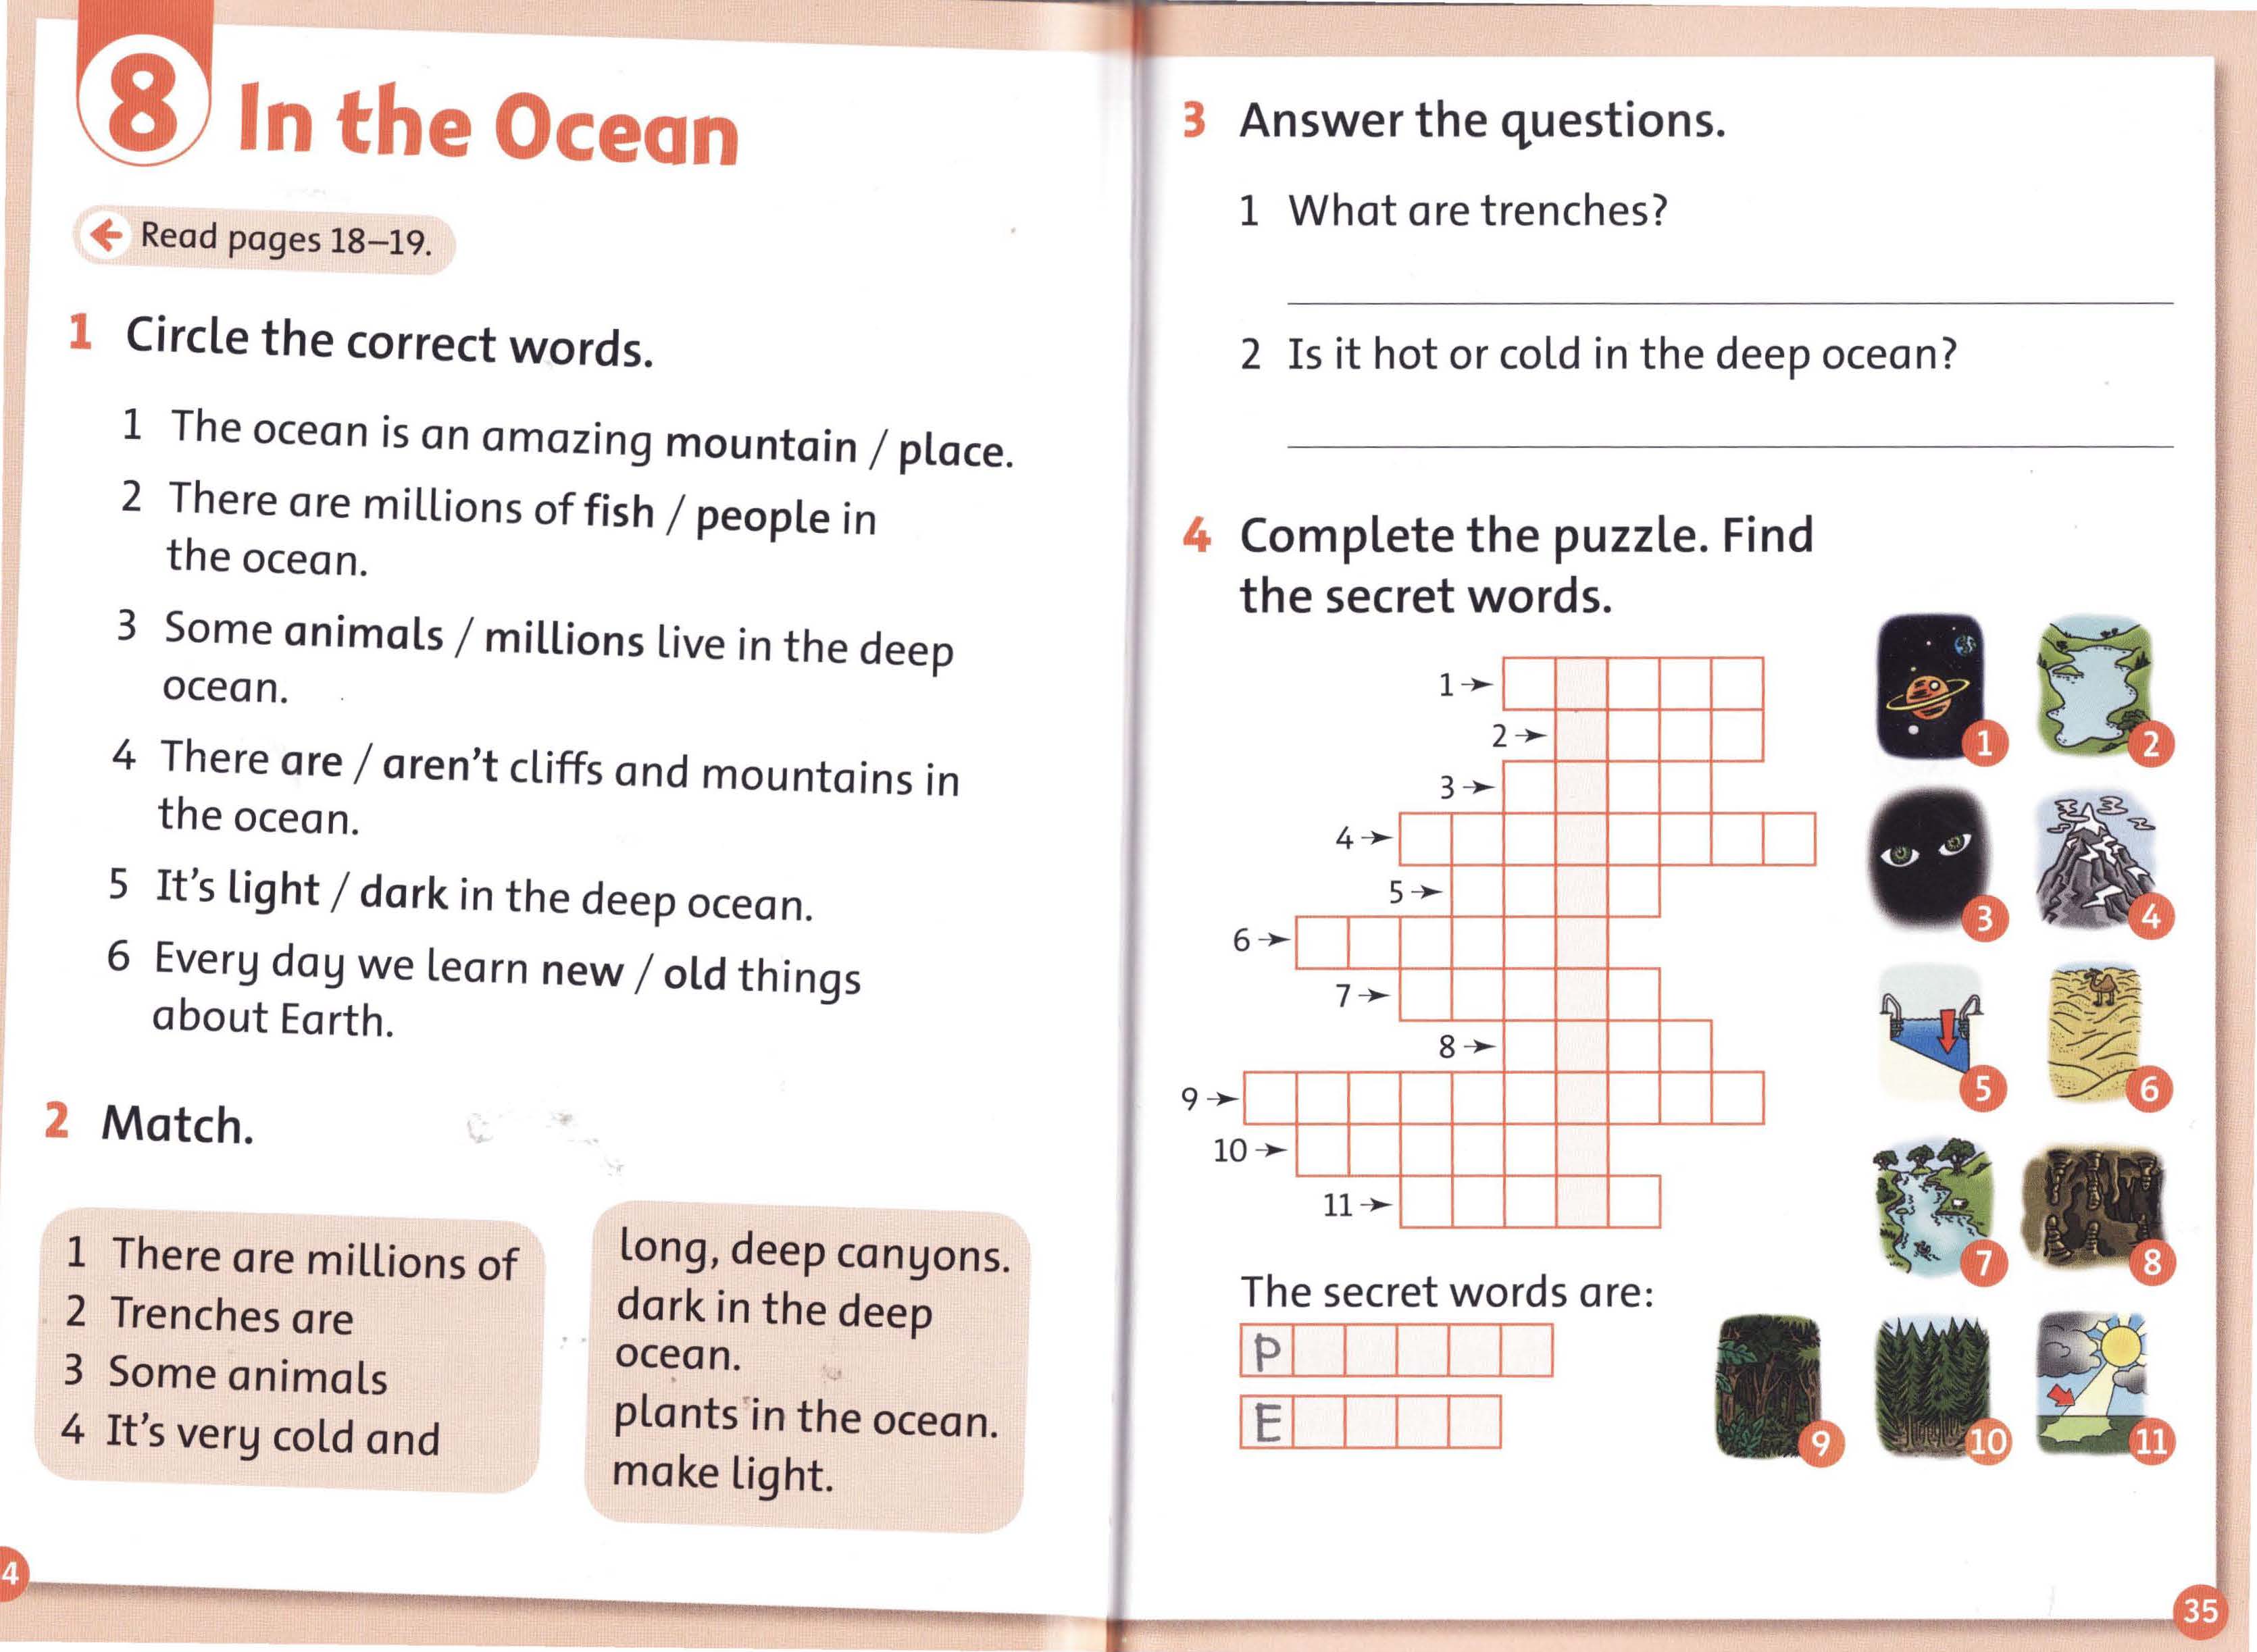 8 In the Ocean
← Read pages 18–19.
1 Circle the correct words.
1 The ocean is an amazing mountain / place.
2 There are millions of fish / people in
the ocean.
3 Some animals / millions live in the deep
ocean.
4 There are / aren't cliffs and mountains in
the ocean.
5 It's light / dark in the deep ocean.
6 Every day we learn new / old things
about Earth.
2 Match.
1 There are millions of
2 Trenches are
3 Some animals
4 It's very cold and
long, deep canyons.
dark in the deep
ocean.
plants in the ocean.
make light.
4
3 Answer the questions.
1 What are trenches?
2 Is it hot or cold in the deep ocean?
4 Complete the puzzle. Find
the secret words.
1→
2→
3→
4→
5→
6→
7→
8→
9→
10→
11→
1
2
3
4
5
6
7
8
9
10
11
The secret words are:
P
E
35